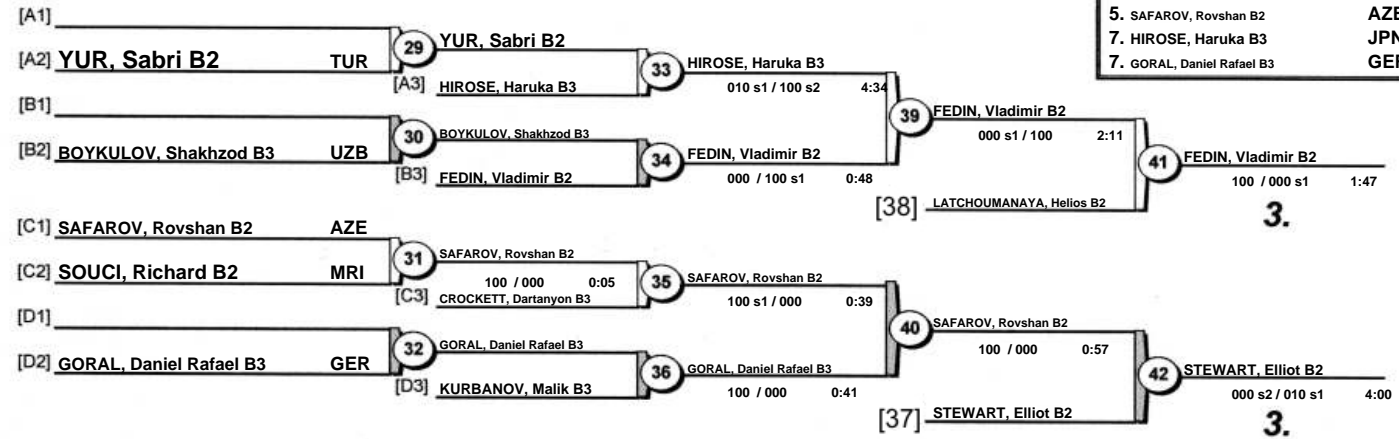 5. SAFAROV, Rovshan B2 AZE
7. HIROSE, Haruka B3 JPN
7. GORAL, Daniel Rafael B3 GER
[A1]
[A2] YUR, Sabri B2 TUR
29
YUR, Sabri B2
[A3] HIROSE, Haruka B3
33
HIROSE, Haruka B3
010 s1 / 100 s2 4:34
[B1]
[B2] BOYKULOV, Shakhzod B3 UZB
30
BOYKULOV, Shakhzod B3
[B3] FEDIN, Vladimir B2
34
FEDIN, Vladimir B2
000 / 100 s1 0:48
39
FEDIN, Vladimir B2
000 s1 / 100 2:11
[38] LATCHOUMANAYA, Helios B2
41
FEDIN, Vladimir B2
100 / 000 s1 1:47
3.
[C1] SAFAROV, Rovshan B2 AZE
[C2] SOUCI, Richard B2 MRI
31
SAFAROV, Rovshan B2
100 / 000 0:05
[C3] CROCKETT, Dartanyon B3
35
SAFAROV, Rovshan B2
100 s1 / 000 0:39
[D1]
[D2] GORAL, Daniel Rafael B3 GER
32
GORAL, Daniel Rafael B3
[D3] KURBANOV, Malik B3
36
GORAL, Daniel Rafael B3
100 / 000 0:41
40
SAFAROV, Rovshan B2
100 / 000 0:57
[37] STEWART, Elliot B2
42
STEWART, Elliot B2
000 s2 / 010 s1 4:00
3.